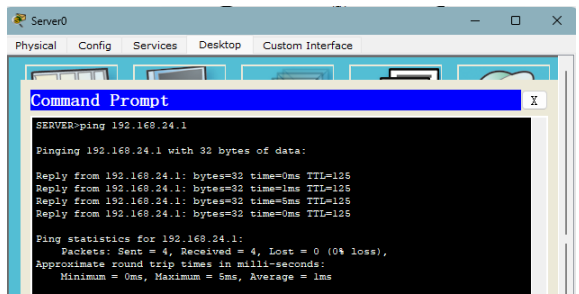 Server0
Physical Config Services Desktop Custom Interface
Command Prompt X
SERVER>ping 192.168.24.1
Pinging 192.168.24.1 with 32 bytes of data:
Reply from 192.168.24.1: bytes=32 time=0ms TTL=125
Reply from 192.168.24.1: bytes=32 time=1ms TTL=125
Reply from 192.168.24.1: bytes=32 time=5ms TTL=125
Reply from 192.168.24.1: bytes=32 time=0ms TTL=125
Ping statistics for 192.168.24.1:
Packets: Sent = 4, Received = 4, Lost = 0 (0% loss),
Approximate round trip times in milli-seconds:
Minimum = 0ms, Maximum = 5ms, Average = 1ms